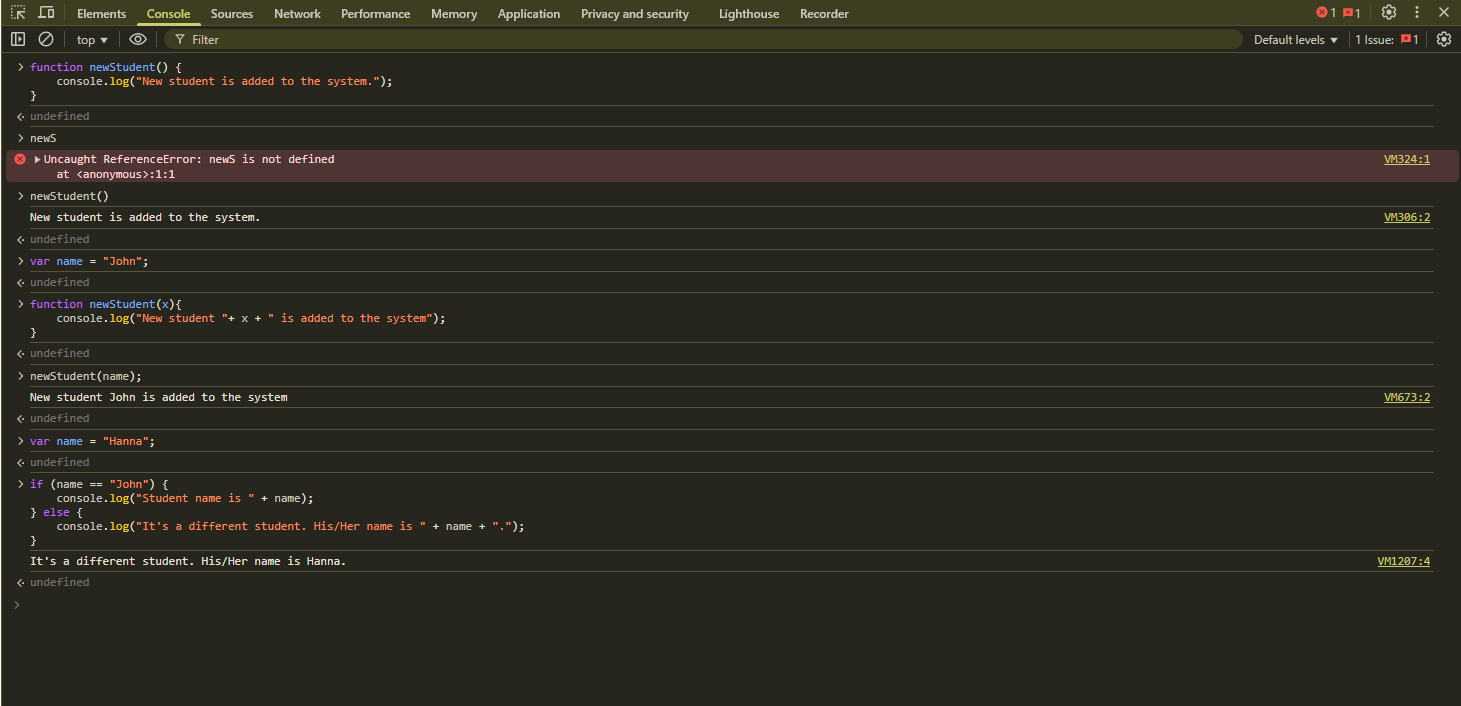 Elements Console Sources Network Performance Memory Application Privacy and security Lighthouse Recorder 1 1
top Filter Default levels 1 Issue: 1
function newStudent() {
    console.log("New student is added to the system.");
}
undefined
newS
Uncaught ReferenceError: newS is not defined VM324:1
    at <anonymous>:1:1
newStudent()
New student is added to the system. VM306:2
undefined
var name = "John";
undefined
function newStudent(x){
    console.log("New student "+ x + " is added to the system");
}
undefined
newStudent(name);
New student John is added to the system VM673:2
undefined
var name = "Hanna";
undefined
if (name == "John") {
    console.log("Student name is " + name);
} else {
    console.log("It's a different student. His/Her name is " + name + ".");
}
It's a different student. His/Her name is Hanna. VM1207:4
undefined